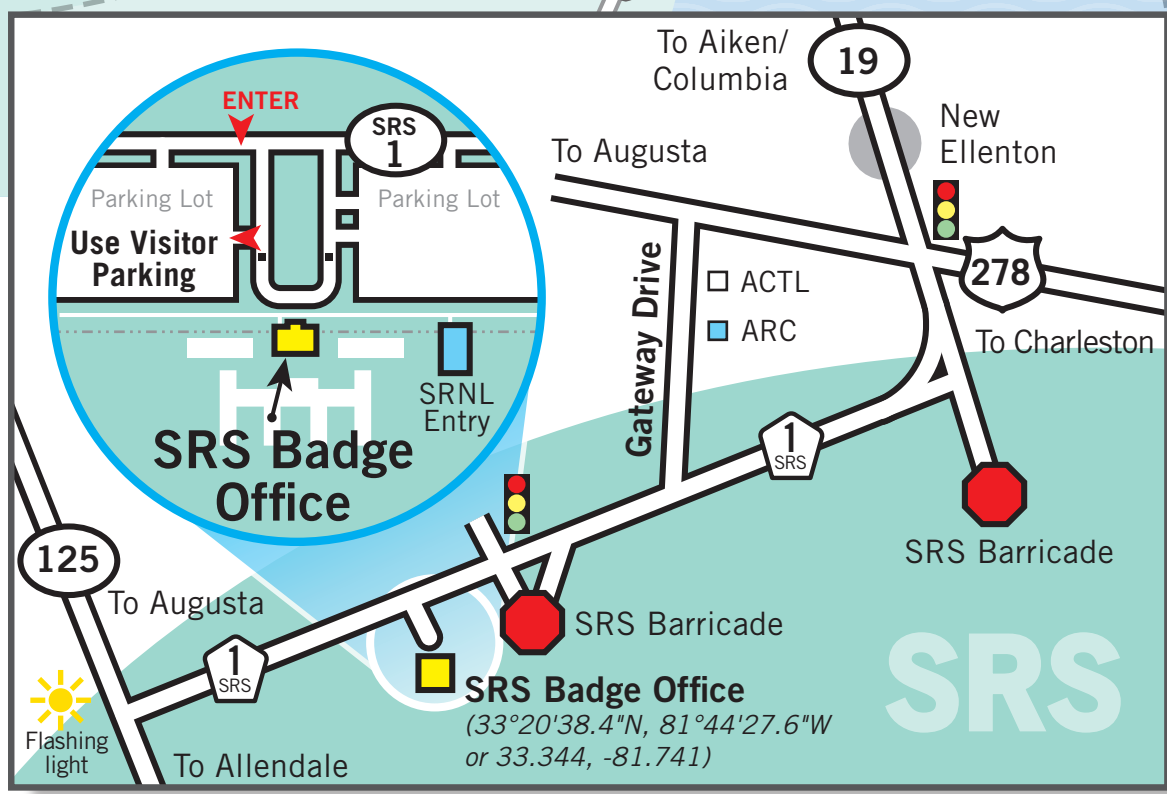 To Aiken/
Columbia
19
New
Ellenton
To Augusta
278
To Charleston
Gateway Drive
ACTL
ARC
ENTER
SRS
1
Parking Lot
Parking Lot
Use Visitor
Parking
SRNL
Entry
SRS Badge
Office
1
SRS
SRS Barricade
125
To Augusta
SRS Barricade
1
SRS
SRS
SRS Badge Office
(33°20'38.4"N, 81°44'27.6"W
or 33.344, -81.741)
Flashing
light
To Allendale